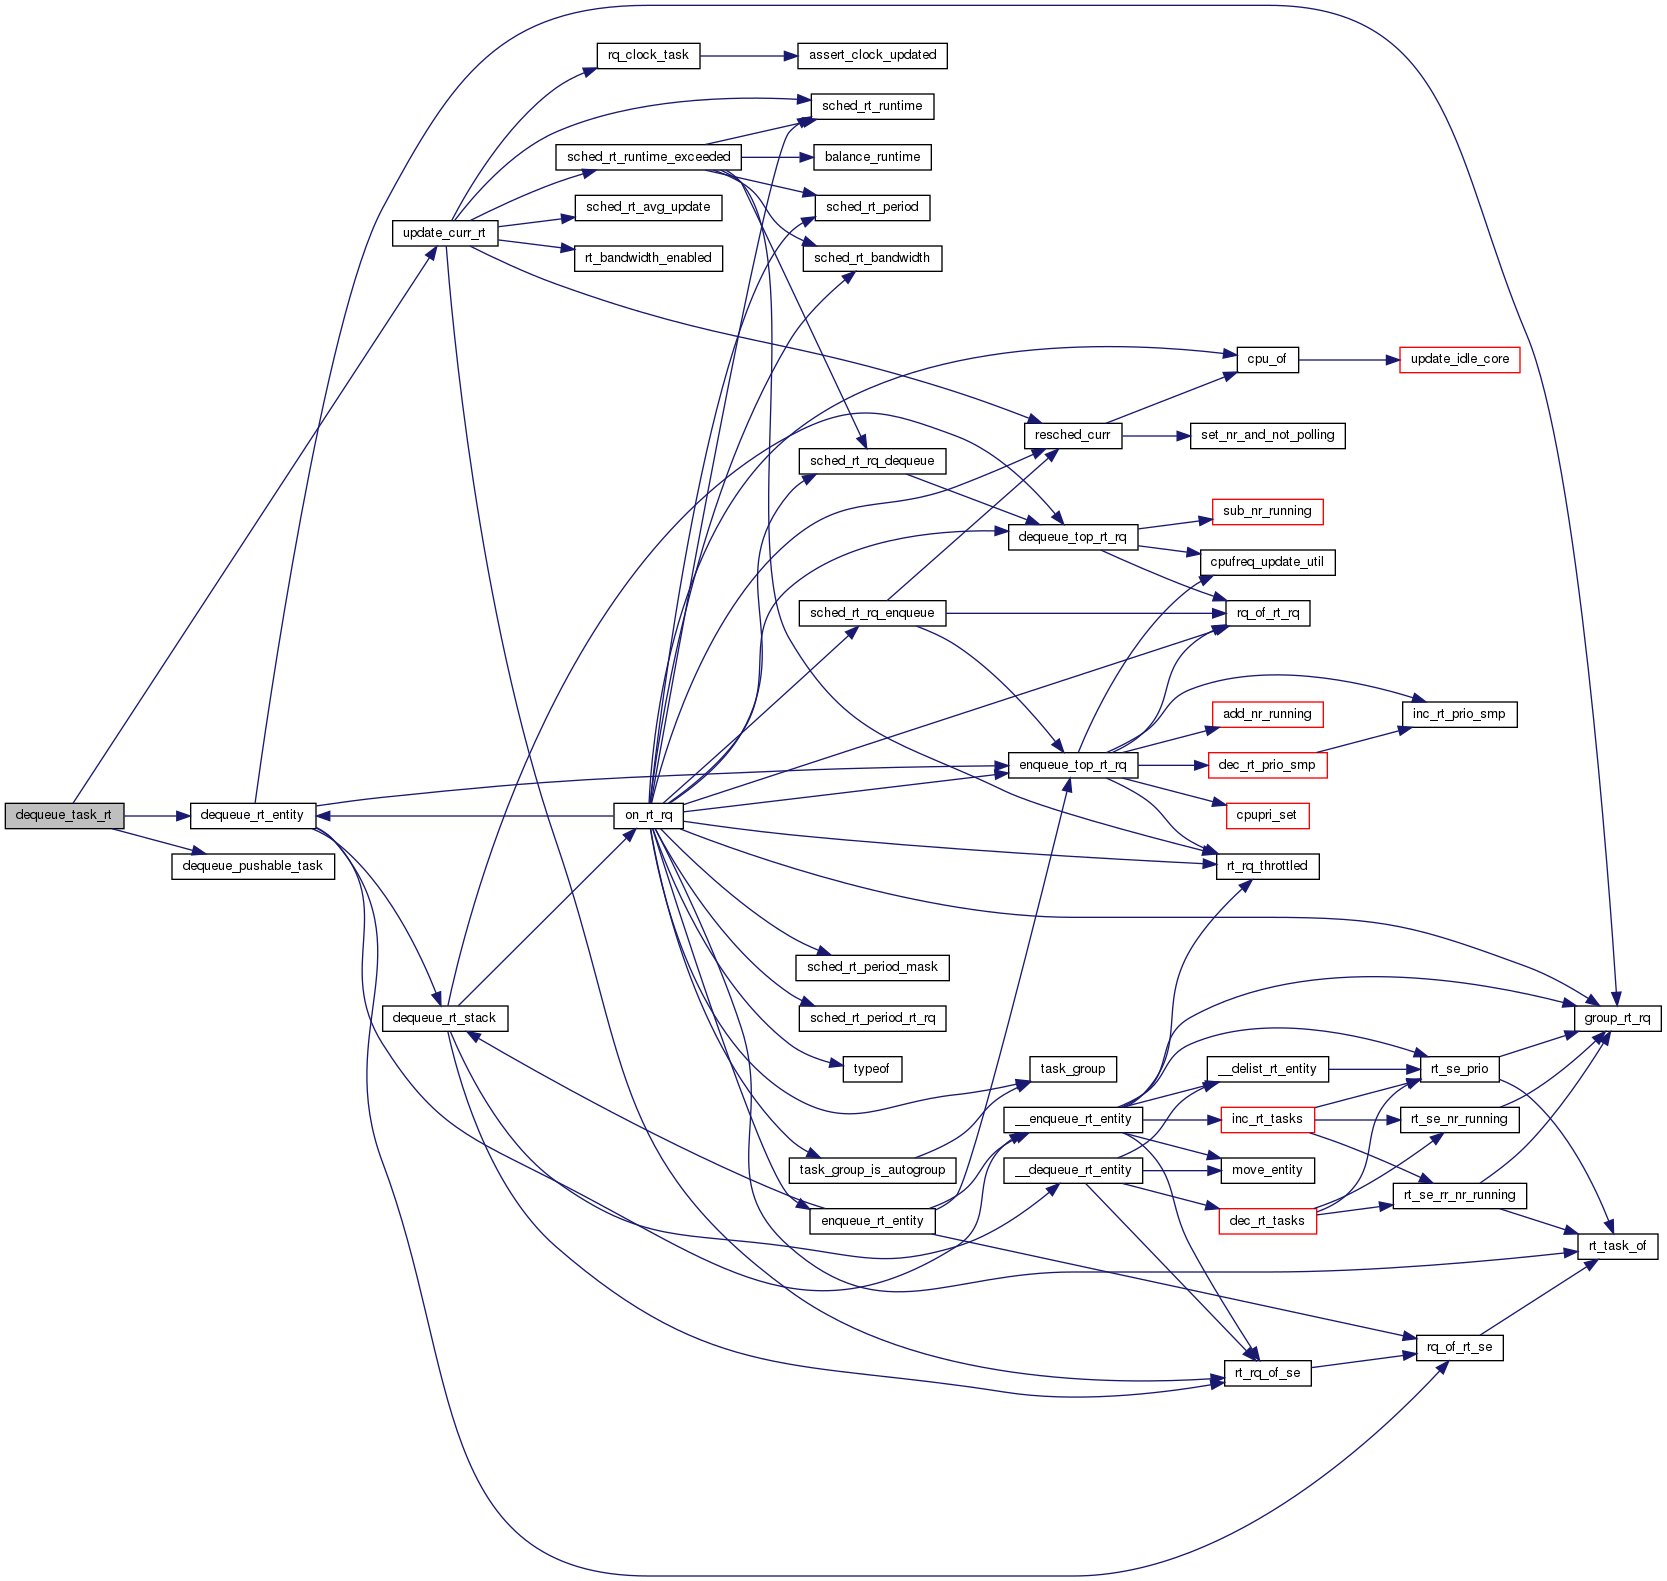 rq_clock_task
assert_clock_updated
sched_rt_runtime
sched_rt_runtime_exceeded
balance_runtime
sched_rt_avg_update
sched_rt_period
update_curr_rt
rt_bandwidth_enabled
sched_rt_bandwidth
cpu_of
update_idle_core
resched_curr
set_nr_and_not_polling
sched_rt_rq_dequeue
sub_nr_running
dequeue_top_rt_rq
cpufreq_update_util
sched_rt_rq_enqueue
rq_of_rt_rq
add_nr_running
inc_rt_prio_smp
enqueue_top_rt_rq
dec_rt_prio_smp
dequeue_task_rt
dequeue_rt_entity
on_rt_rq
cpupri_set
dequeue_pushable_task
rt_rq_throttled
sched_rt_period_mask
dequeue_rt_stack
sched_rt_period_rt_rq
group_rt_rq
typeof
task_group
__delist_rt_entity
rt_se_prio
__enqueue_rt_entity
inc_rt_tasks
rt_se_nr_running
task_group_is_autogroup
__dequeue_rt_entity
move_entity
rt_se_rr_nr_running
enqueue_rt_entity
dec_rt_tasks
rt_task_of
rq_of_rt_se
rt_rq_of_se